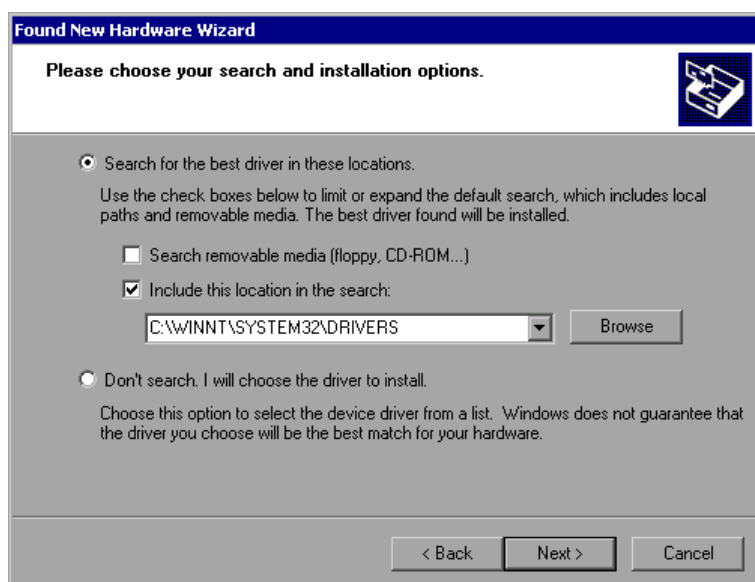 Found New Hardware Wizard
Please choose your search and installation options.
Search for the best driver in these locations.
Use the check boxes below to limit or expand the default search, which includes local
paths and removable media. The best driver found will be installed.
Search removable media (floppy, CD-ROM...)
Include this location in the search:
C:\WINNT\SYSTEM32\DRIVERS
Browse
Don't search. I will choose the driver to install.
Choose this option to select the device driver from a list.  Windows does not guarantee that
the driver you choose will be the best match for your hardware.
< Back
Next >
Cancel